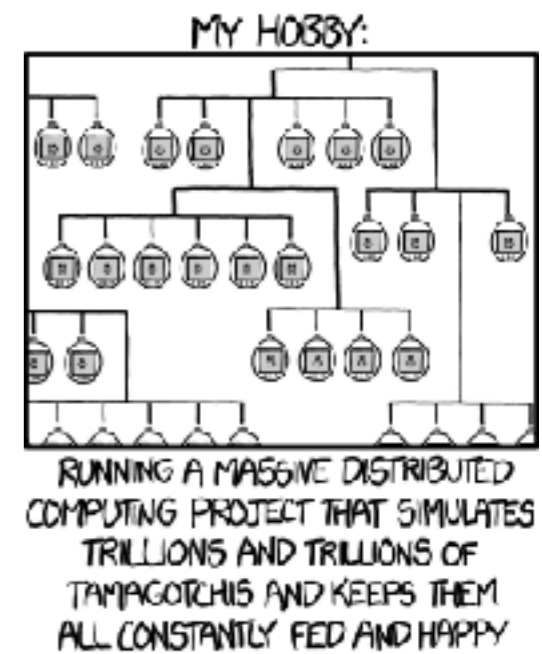 MY HOBBY:
RUNNING A MASSIVE DISTRIBUTED
COMPUTING PROJECT THAT SIMULATES
TRILLIONS AND TRILLIONS OF
TAMAGOTCHIS AND KEEPS THEM
ALL CONSTANTLY FED AND HAPPY